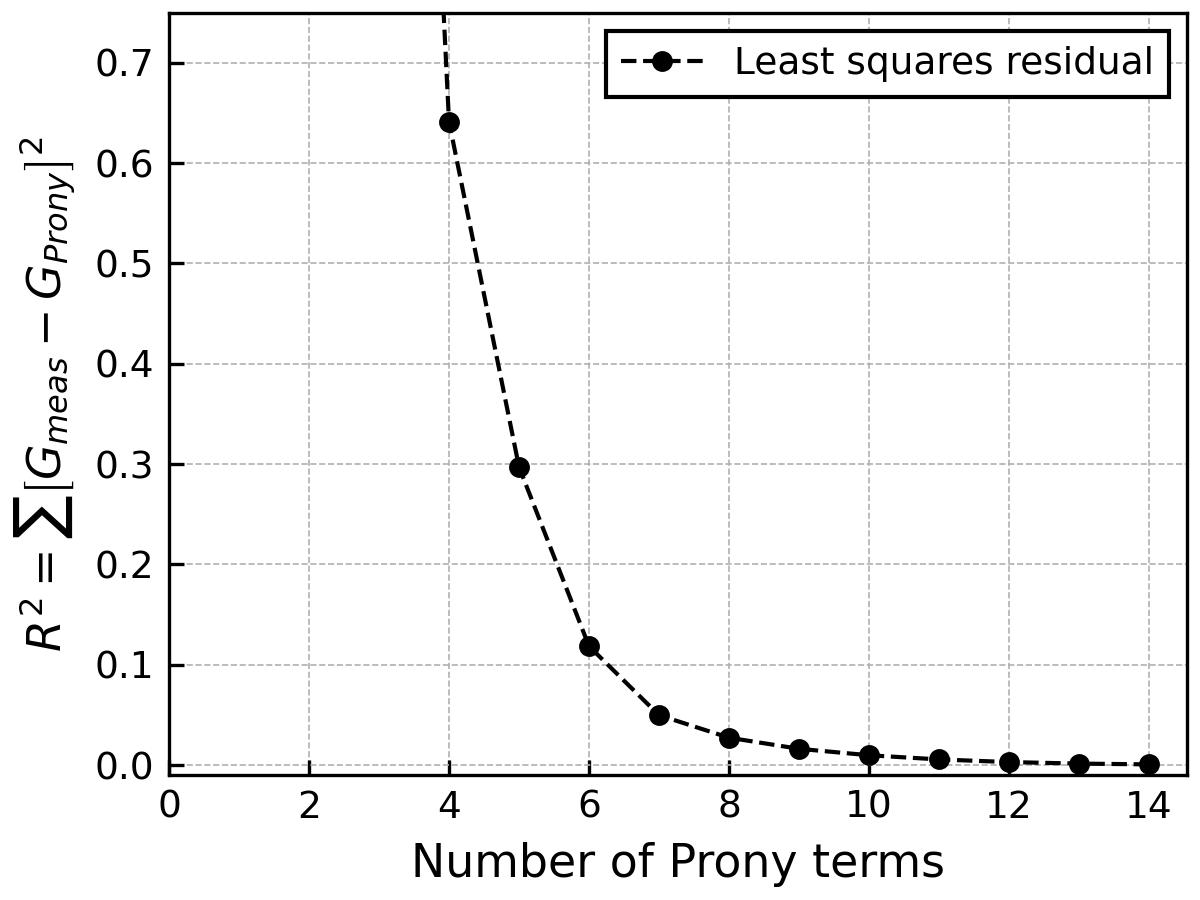 Least squares residual
R² = ∑[G_meas − G_Prony]²
0.7
0.6
0.5
0.4
0.3
0.2
0.1
0.0
0 2 4 6 8 10 12 14
Number of Prony terms